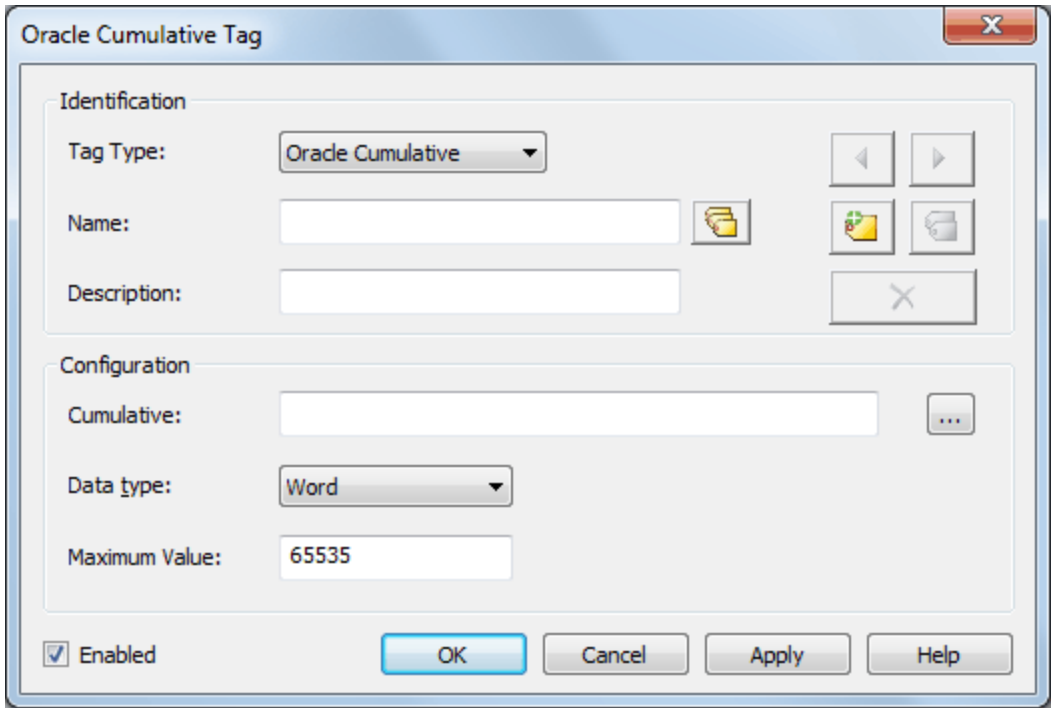 Oracle Cumulative Tag
Identification
Tag Type: Oracle Cumulative
Name:
Description:
Configuration
Cumulative: ...
Data type: Word
Maximum Value: 65535
Enabled OK Cancel Apply Help